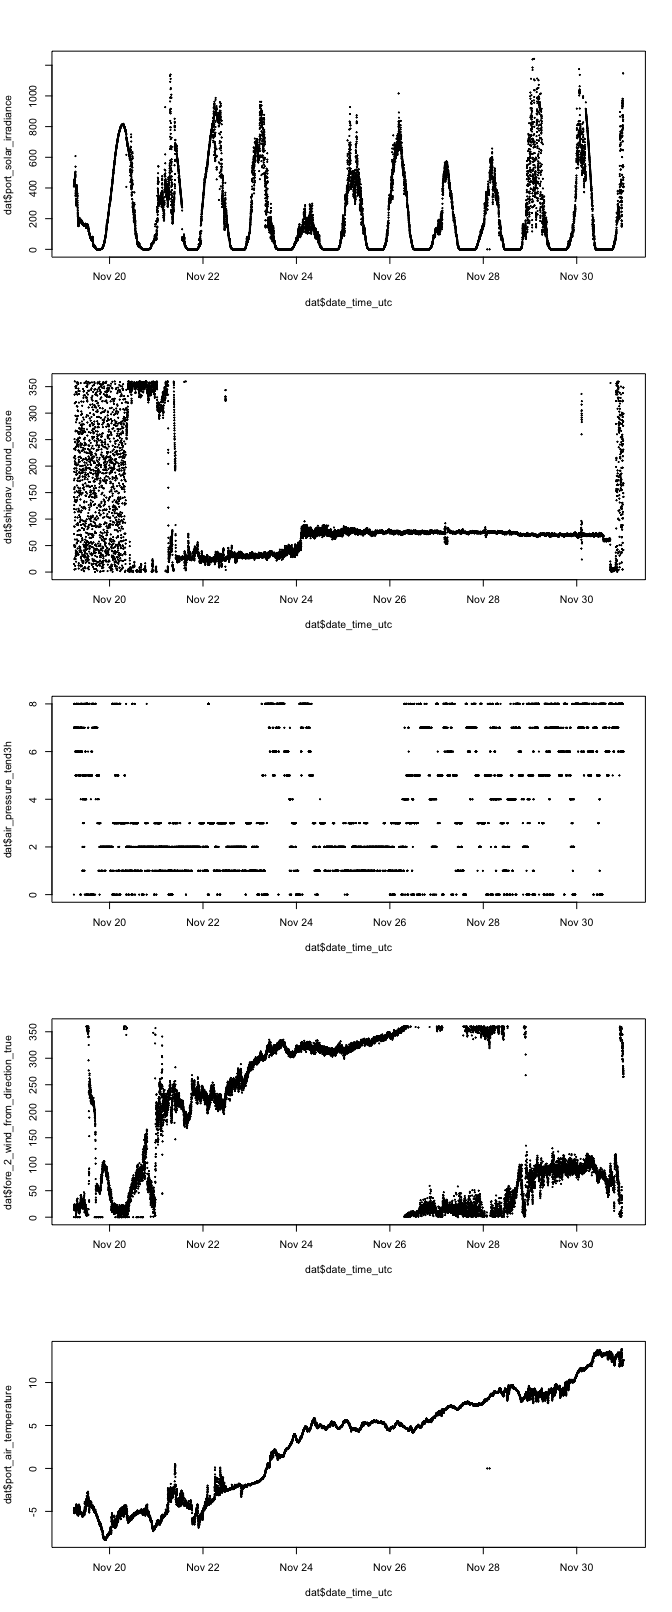 dat$port_solar_irradiance
0 200 400 600 800 1000
Nov 20 Nov 22 Nov 24 Nov 26 Nov 28 Nov 30
dat$date_time_utc
dat$shipnav_ground_course
0 50 100 150 200 250 300 350
Nov 20 Nov 22 Nov 24 Nov 26 Nov 28 Nov 30
dat$date_time_utc
dat$air_pressure_tend3h
0 2 4 6 8
Nov 20 Nov 22 Nov 24 Nov 26 Nov 28 Nov 30
dat$date_time_utc
dat$fore_2_wind_from_direction_true
0 50 100 150 200 250 300 350
Nov 20 Nov 22 Nov 24 Nov 26 Nov 28 Nov 30
dat$date_time_utc
dat$port_air_temperature
-5 0 5 10
Nov 20 Nov 22 Nov 24 Nov 26 Nov 28 Nov 30
dat$date_time_utc